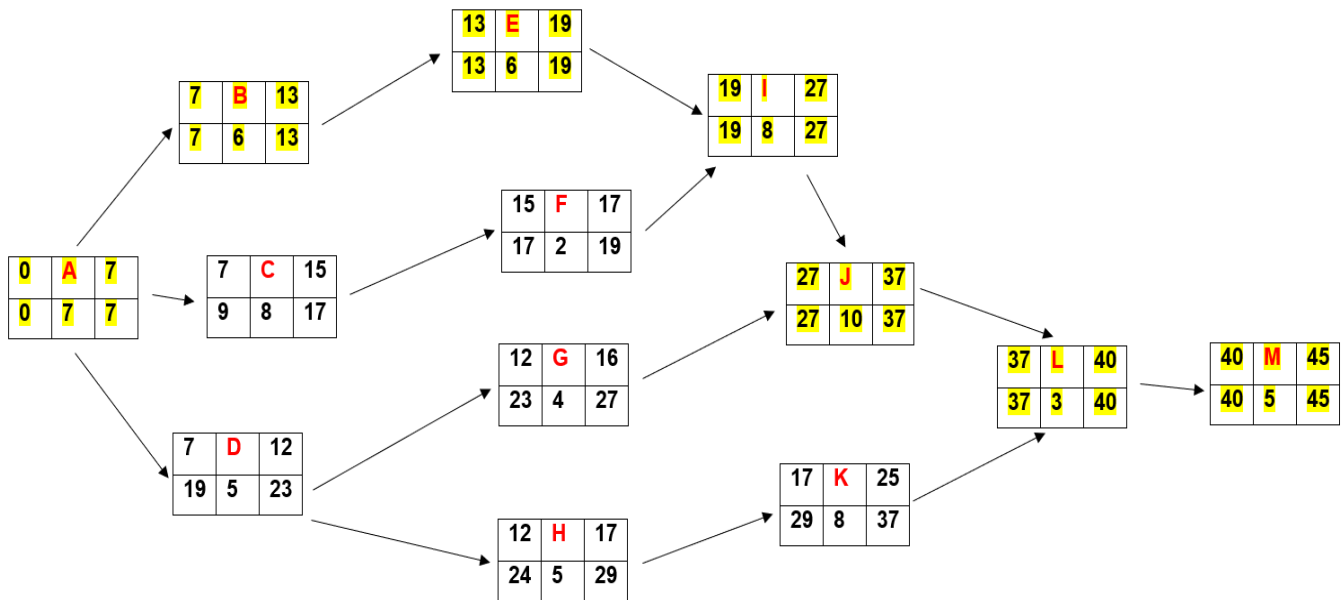 13 E 19
13 6 19
7 B 13
7 6 13
19 I 27
19 8 27
15 F 17
17 2 19
0 A 7
0 7 7
7 C 15
9 8 17
27 J 37
27 10 37
12 G 16
23 4 27
37 L 40
37 3 40
40 M 45
40 5 45
7 D 12
19 5 23
17 K 25
29 8 37
12 H 17
24 5 29